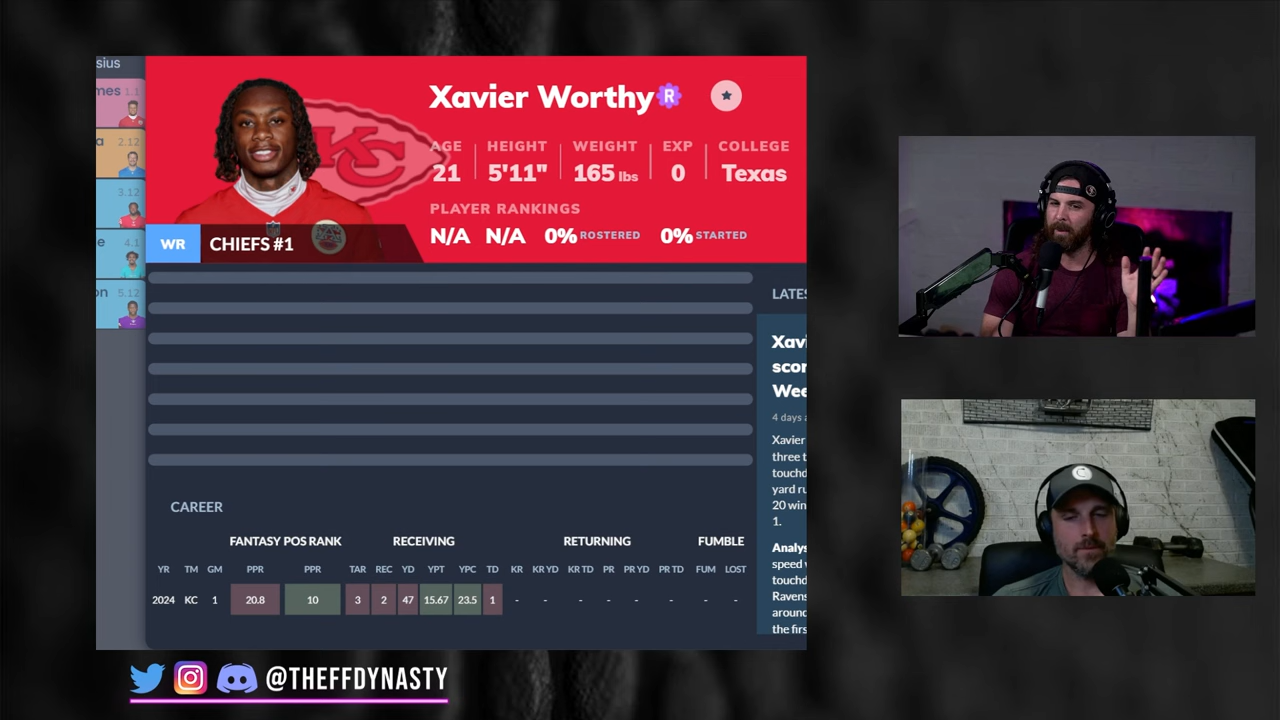 sius
mes 1.1
a 2.12
3.12
e 4.1
on 5.12
Xavier Worthy R
AGE HEIGHT WEIGHT EXP COLLEGE
21 5'11" 165 lbs 0 Texas
PLAYER RANKINGS
N/A N/A 0% ROSTERED 0% STARTED
KC
WR CHIEFS #1
LATES
Xavi
scor
Wee
4 days a
Xavier
three t
touchd
yard ru
20 win
1.
Analys
speed v
touchd
Ravens
around
the firs
CAREER
FANTASY POS RANK RECEIVING RETURNING FUMBLE
YR TM GM PPR PPR TAR REC YD YPT YPC TD KR KR YD KR TD PR PR YD PR TD FUM LOST
2024 KC 1 20.8 10 3 2 47 15.67 23.5 1 - - - - - - - -
@THEFFDYNASTY